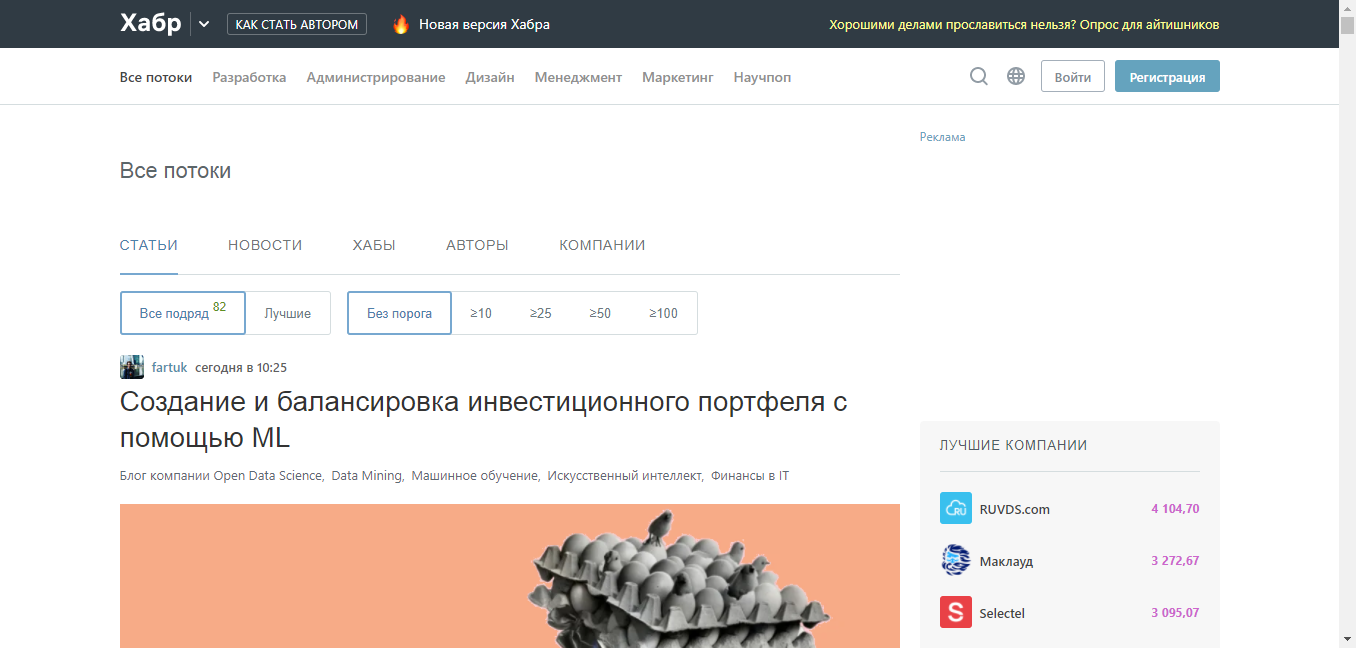 Хабр
КАК СТАТЬ АВТОРОМ
Новая версия Хабра
Хорошими делами прославиться нельзя? Опрос для айтишников
Все потоки Разработка Администрирование Дизайн Менеджмент Маркетинг Научпоп
Войти
Регистрация
Реклама
Все потоки
СТАТЬИ НОВОСТИ ХАБЫ АВТОРЫ КОМПАНИИ
Все подряд 82 Лучшие Без порога ≥10 ≥25 ≥50 ≥100
fartuk сегодня в 10:25
Создание и балансировка инвестиционного портфеля с
помощью ML
Блог компании Open Data Science, Data Mining, Машинное обучение, Искусственный интеллект, Финансы в IT
ЛУЧШИЕ КОМПАНИИ
RU
RUVDS.com 4 104,70
Маклауд 3 272,67
S
Selectel 3 095,07